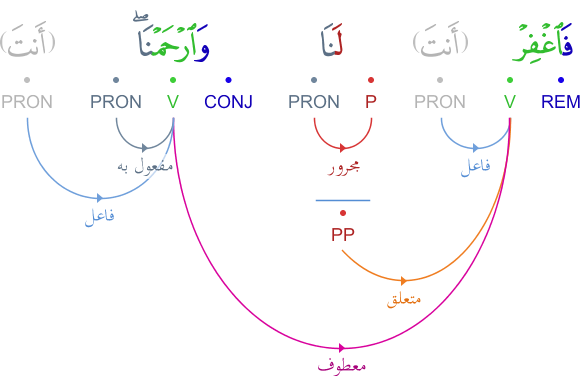 فَٱغْفِرْ (أَنتَ) لَنَا وَٱرْحَمْنَا ۖ (أَنتَ)
REM V PRON P PRON CONJ V PRON PRON
فاعل مجرور مفعول به
فاعل
PP
متعلق
معطوف